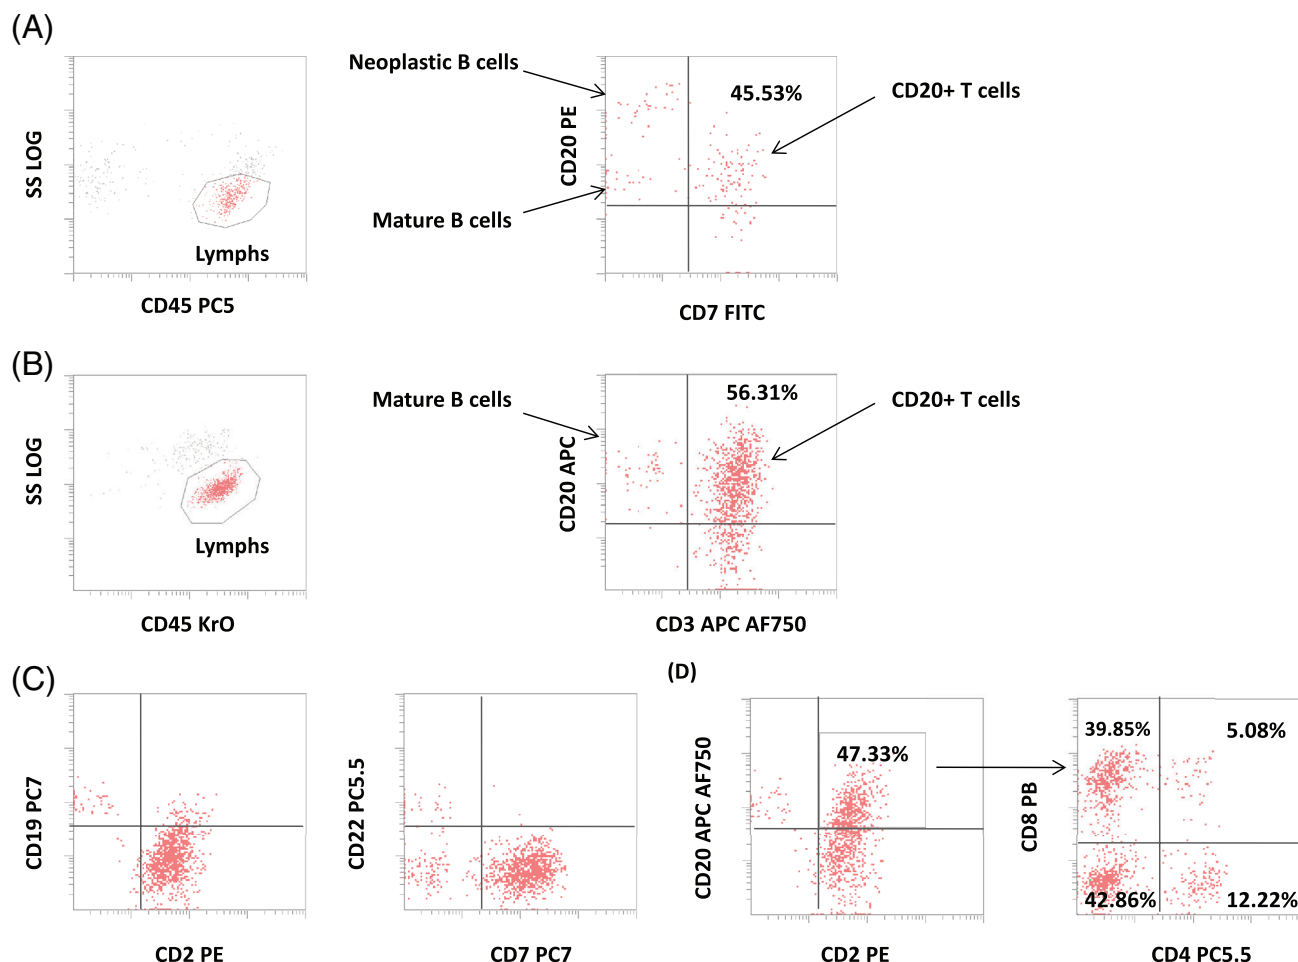 (A)
SS LOG
Lymphs
CD45 PC5
Neoplastic B cells
Mature B cells
CD20 PE
45.53%
CD20+ T cells
CD7 FITC
(B)
SS LOG
Lymphs
CD45 KrO
Mature B cells
CD20 APC
56.31%
CD20+ T cells
CD3 APC AF750
(C)
CD19 PC7
CD2 PE
CD22 PC5.5
CD7 PC7
(D)
CD20 APC AF750
47.33%
CD2 PE
CD8 PB
39.85%
5.08%
42.86%
12.22%
CD4 PC5.5